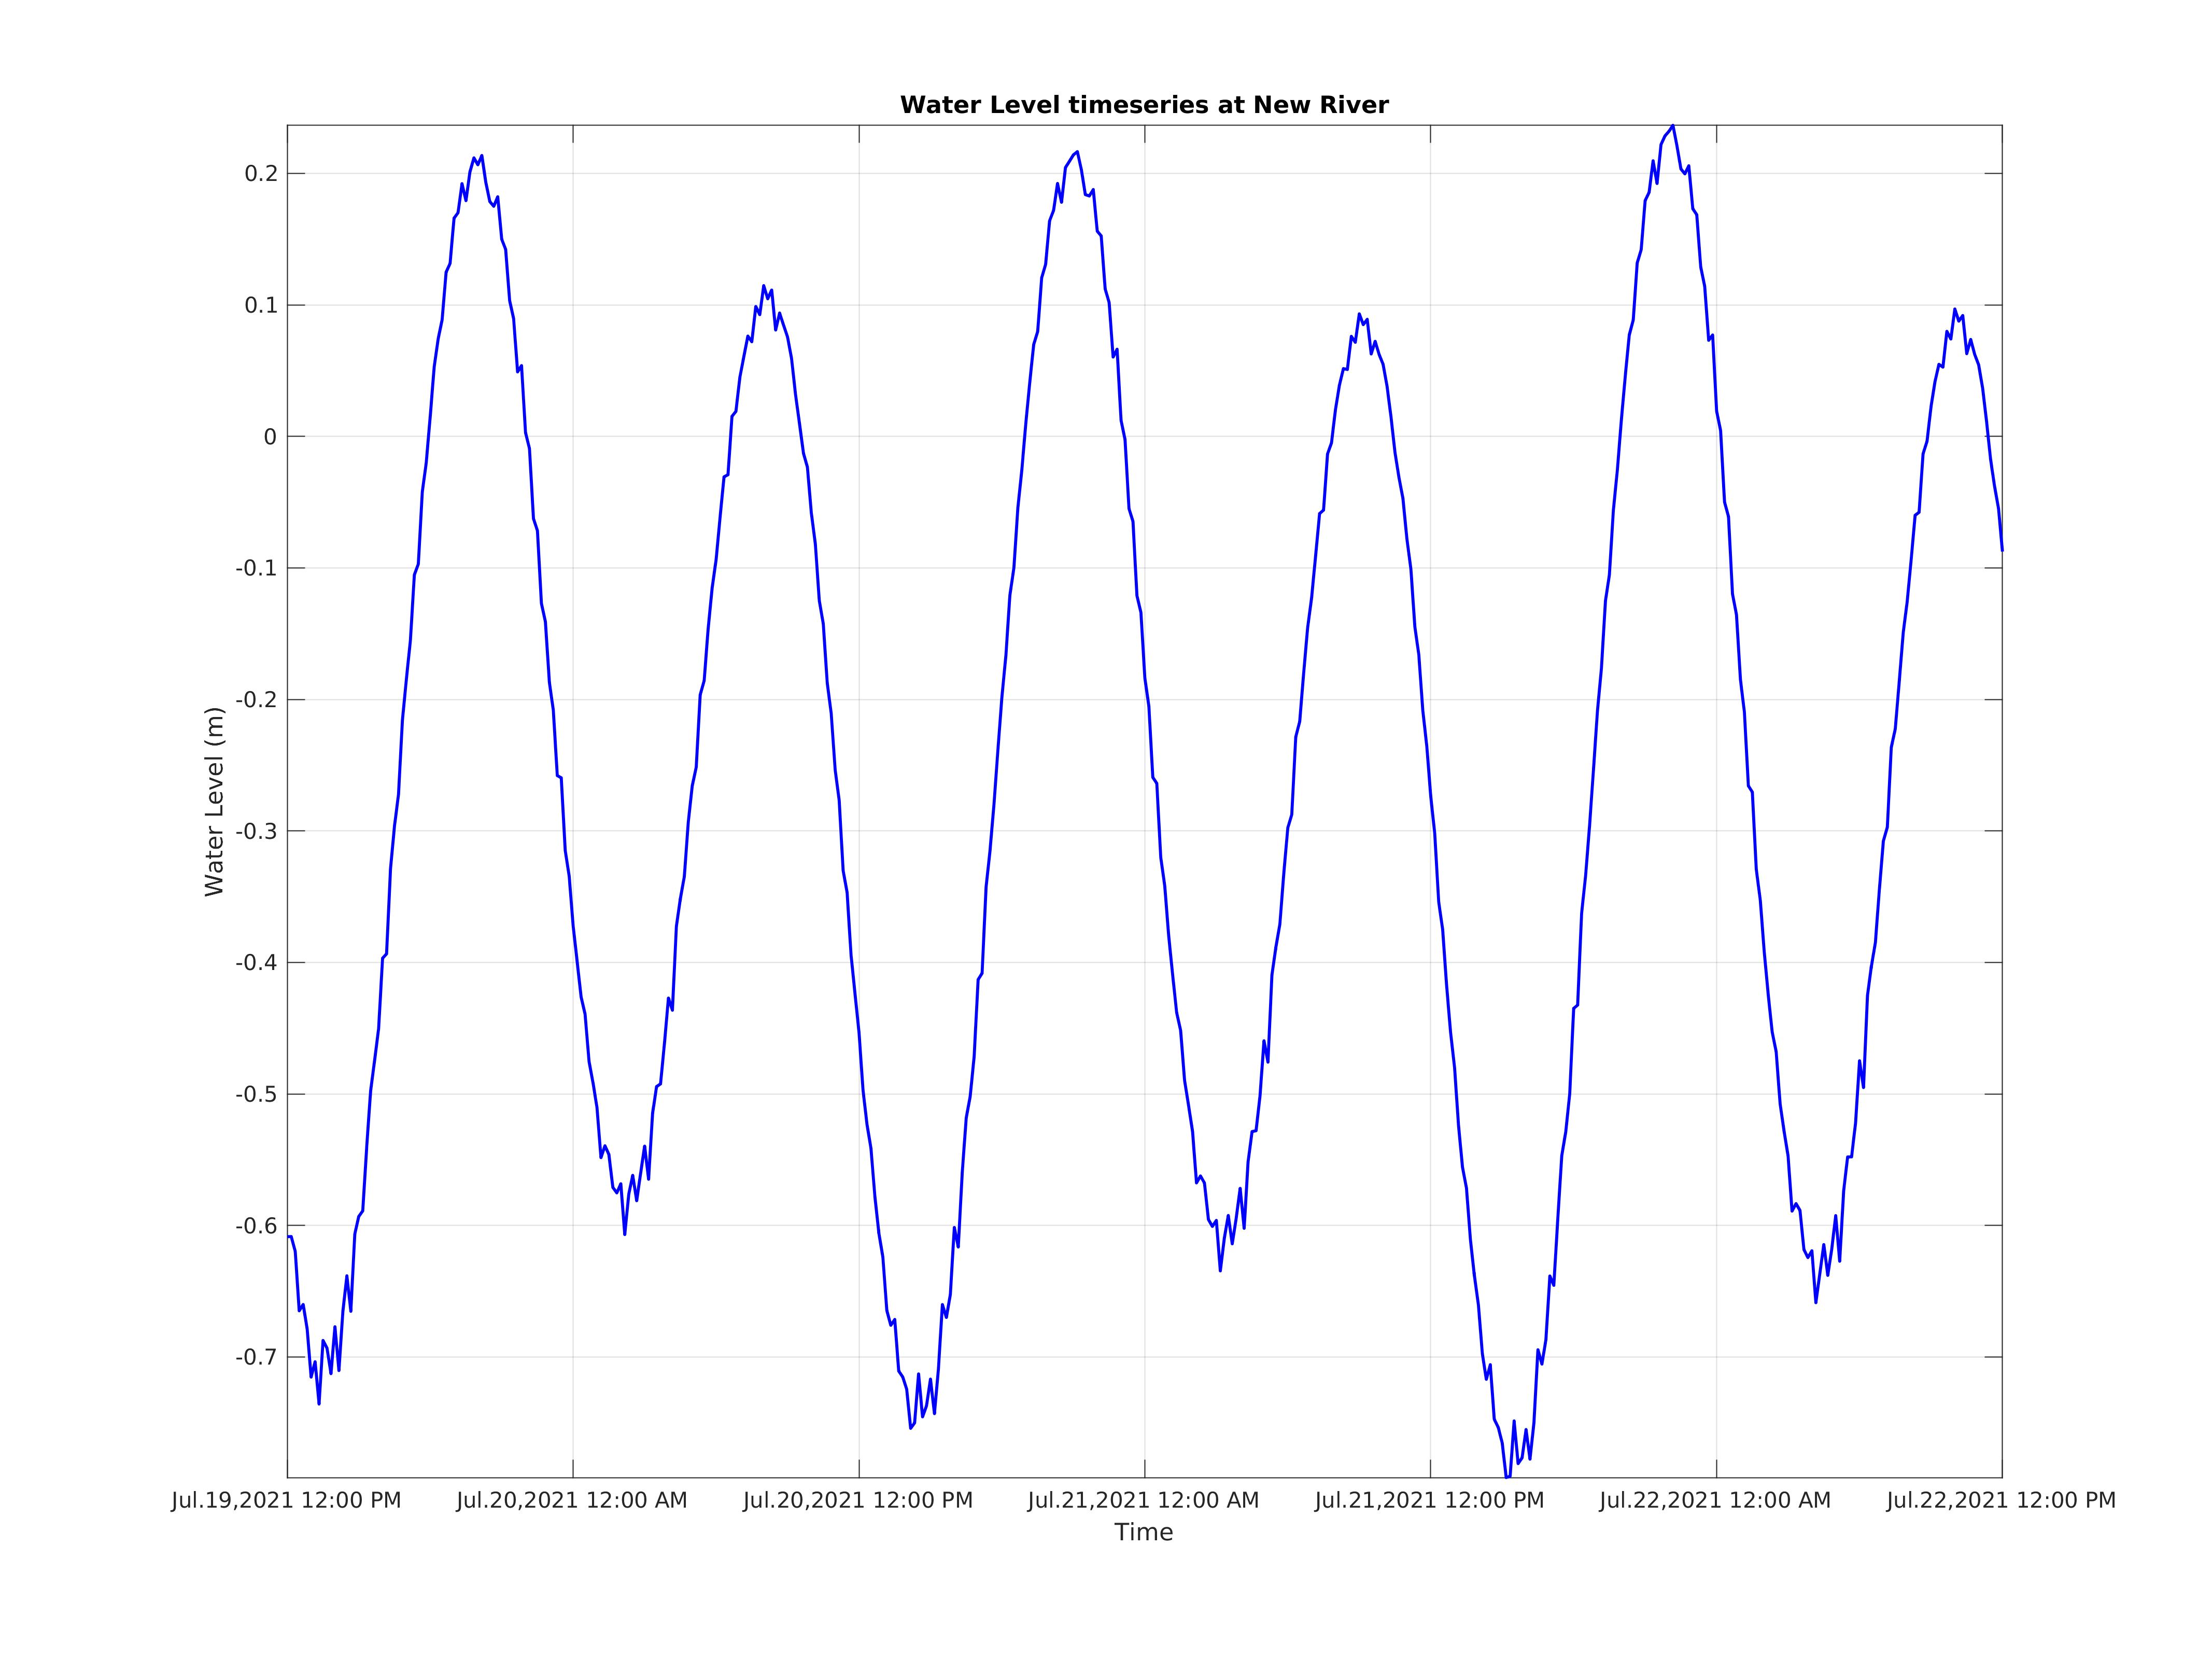 Water Level timeseries at New River
0.2
0.1
0
-0.1
-0.2
-0.3
-0.4
-0.5
-0.6
-0.7
Water Level (m)
Jul.19,2021 12:00 PM Jul.20,2021 12:00 AM Jul.20,2021 12:00 PM Jul.21,2021 12:00 AM Jul.21,2021 12:00 PM Jul.22,2021 12:00 AM Jul.22,2021 12:00 PM
Time